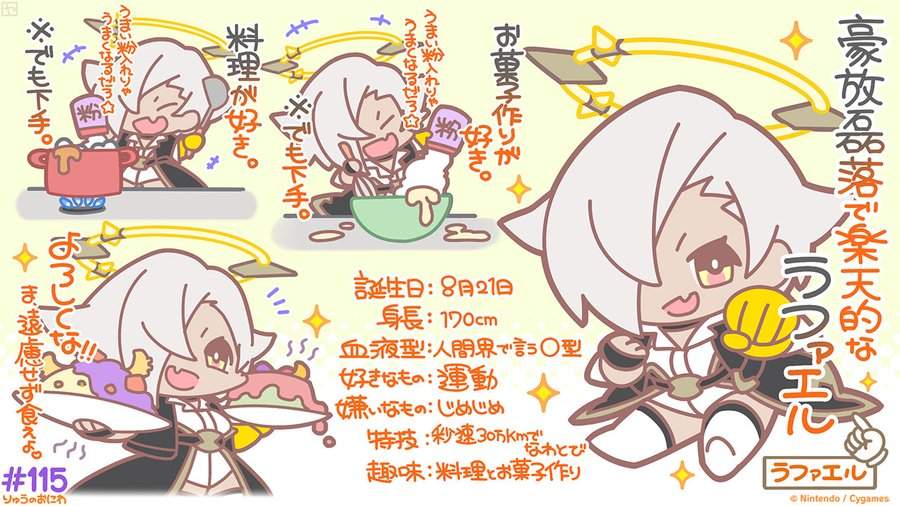 豪放磊落で楽天的な
ラファエル
お菓子作りが
好き。
※でも下手。
うまい粉入れりゃ
うまくなるだろ☆
粉
料理が好き。
※でも下手。
うまい粉入れりゃ
うまくなるだろ☆
粉
よろしくな!!
ま、遠慮せず食えよ。
誕生日:8月21日
身長:170cm
血液型:人間界で言う〇型
好きなもの:運動
嫌いなもの:じめじめ
特技:秒速30万kmで
なわとび
趣味:料理とお菓子作り
ラファエル
#115
りゅうのおにわ
© Nintendo / Cygames